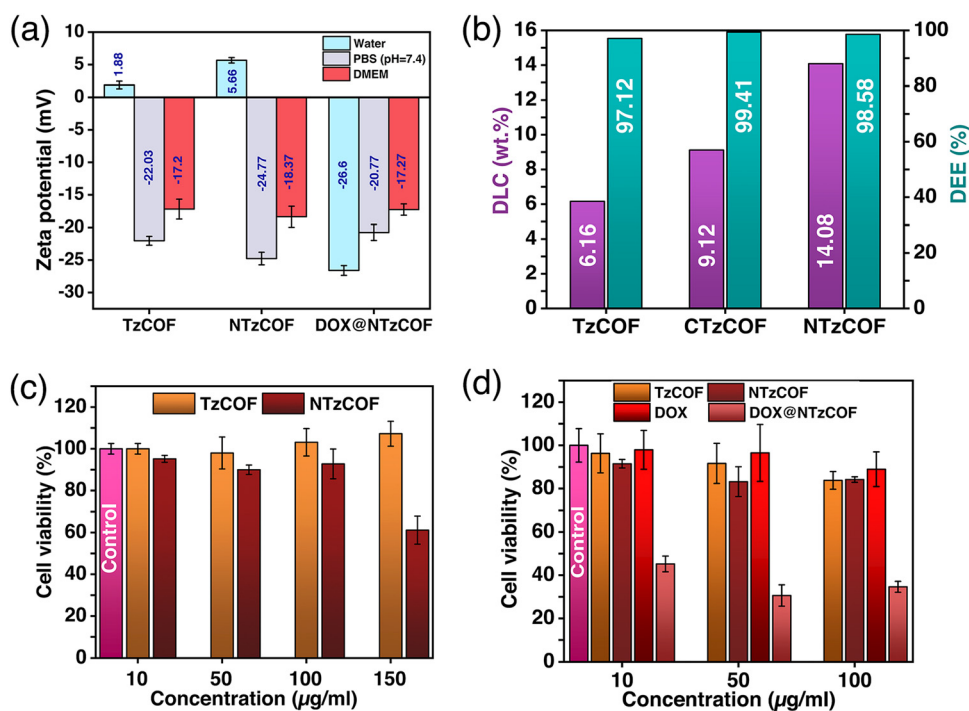 (a)
Zeta potential (mV)
10
5
0
-5
-10
-15
-20
-25
-30
Water
PBS (pH=7.4)
DMEM
1.88
-22.03
-17.2
5.66
-24.77
-18.37
-26.6
-20.77
-17.27
TzCOF NTzCOF DOX@NTzCOF
(b)
DLC (wt.%)
16
14
12
10
8
6
4
2
0
6.16
97.12
9.12
99.41
14.08
98.58
100
80
60
40
20
0
DEE (%)
TzCOF CTzCOF NTzCOF
(c)
Cell viability (%)
120
100
80
60
40
20
0
TzCOF NTzCOF
Control
10 50 100 150
Concentration (µg/ml)
(d)
Cell viability (%)
120
100
80
60
40
20
0
TzCOF NTzCOF
DOX DOX@NTzCOF
Control
10 50 100
Concentration (µg/ml)